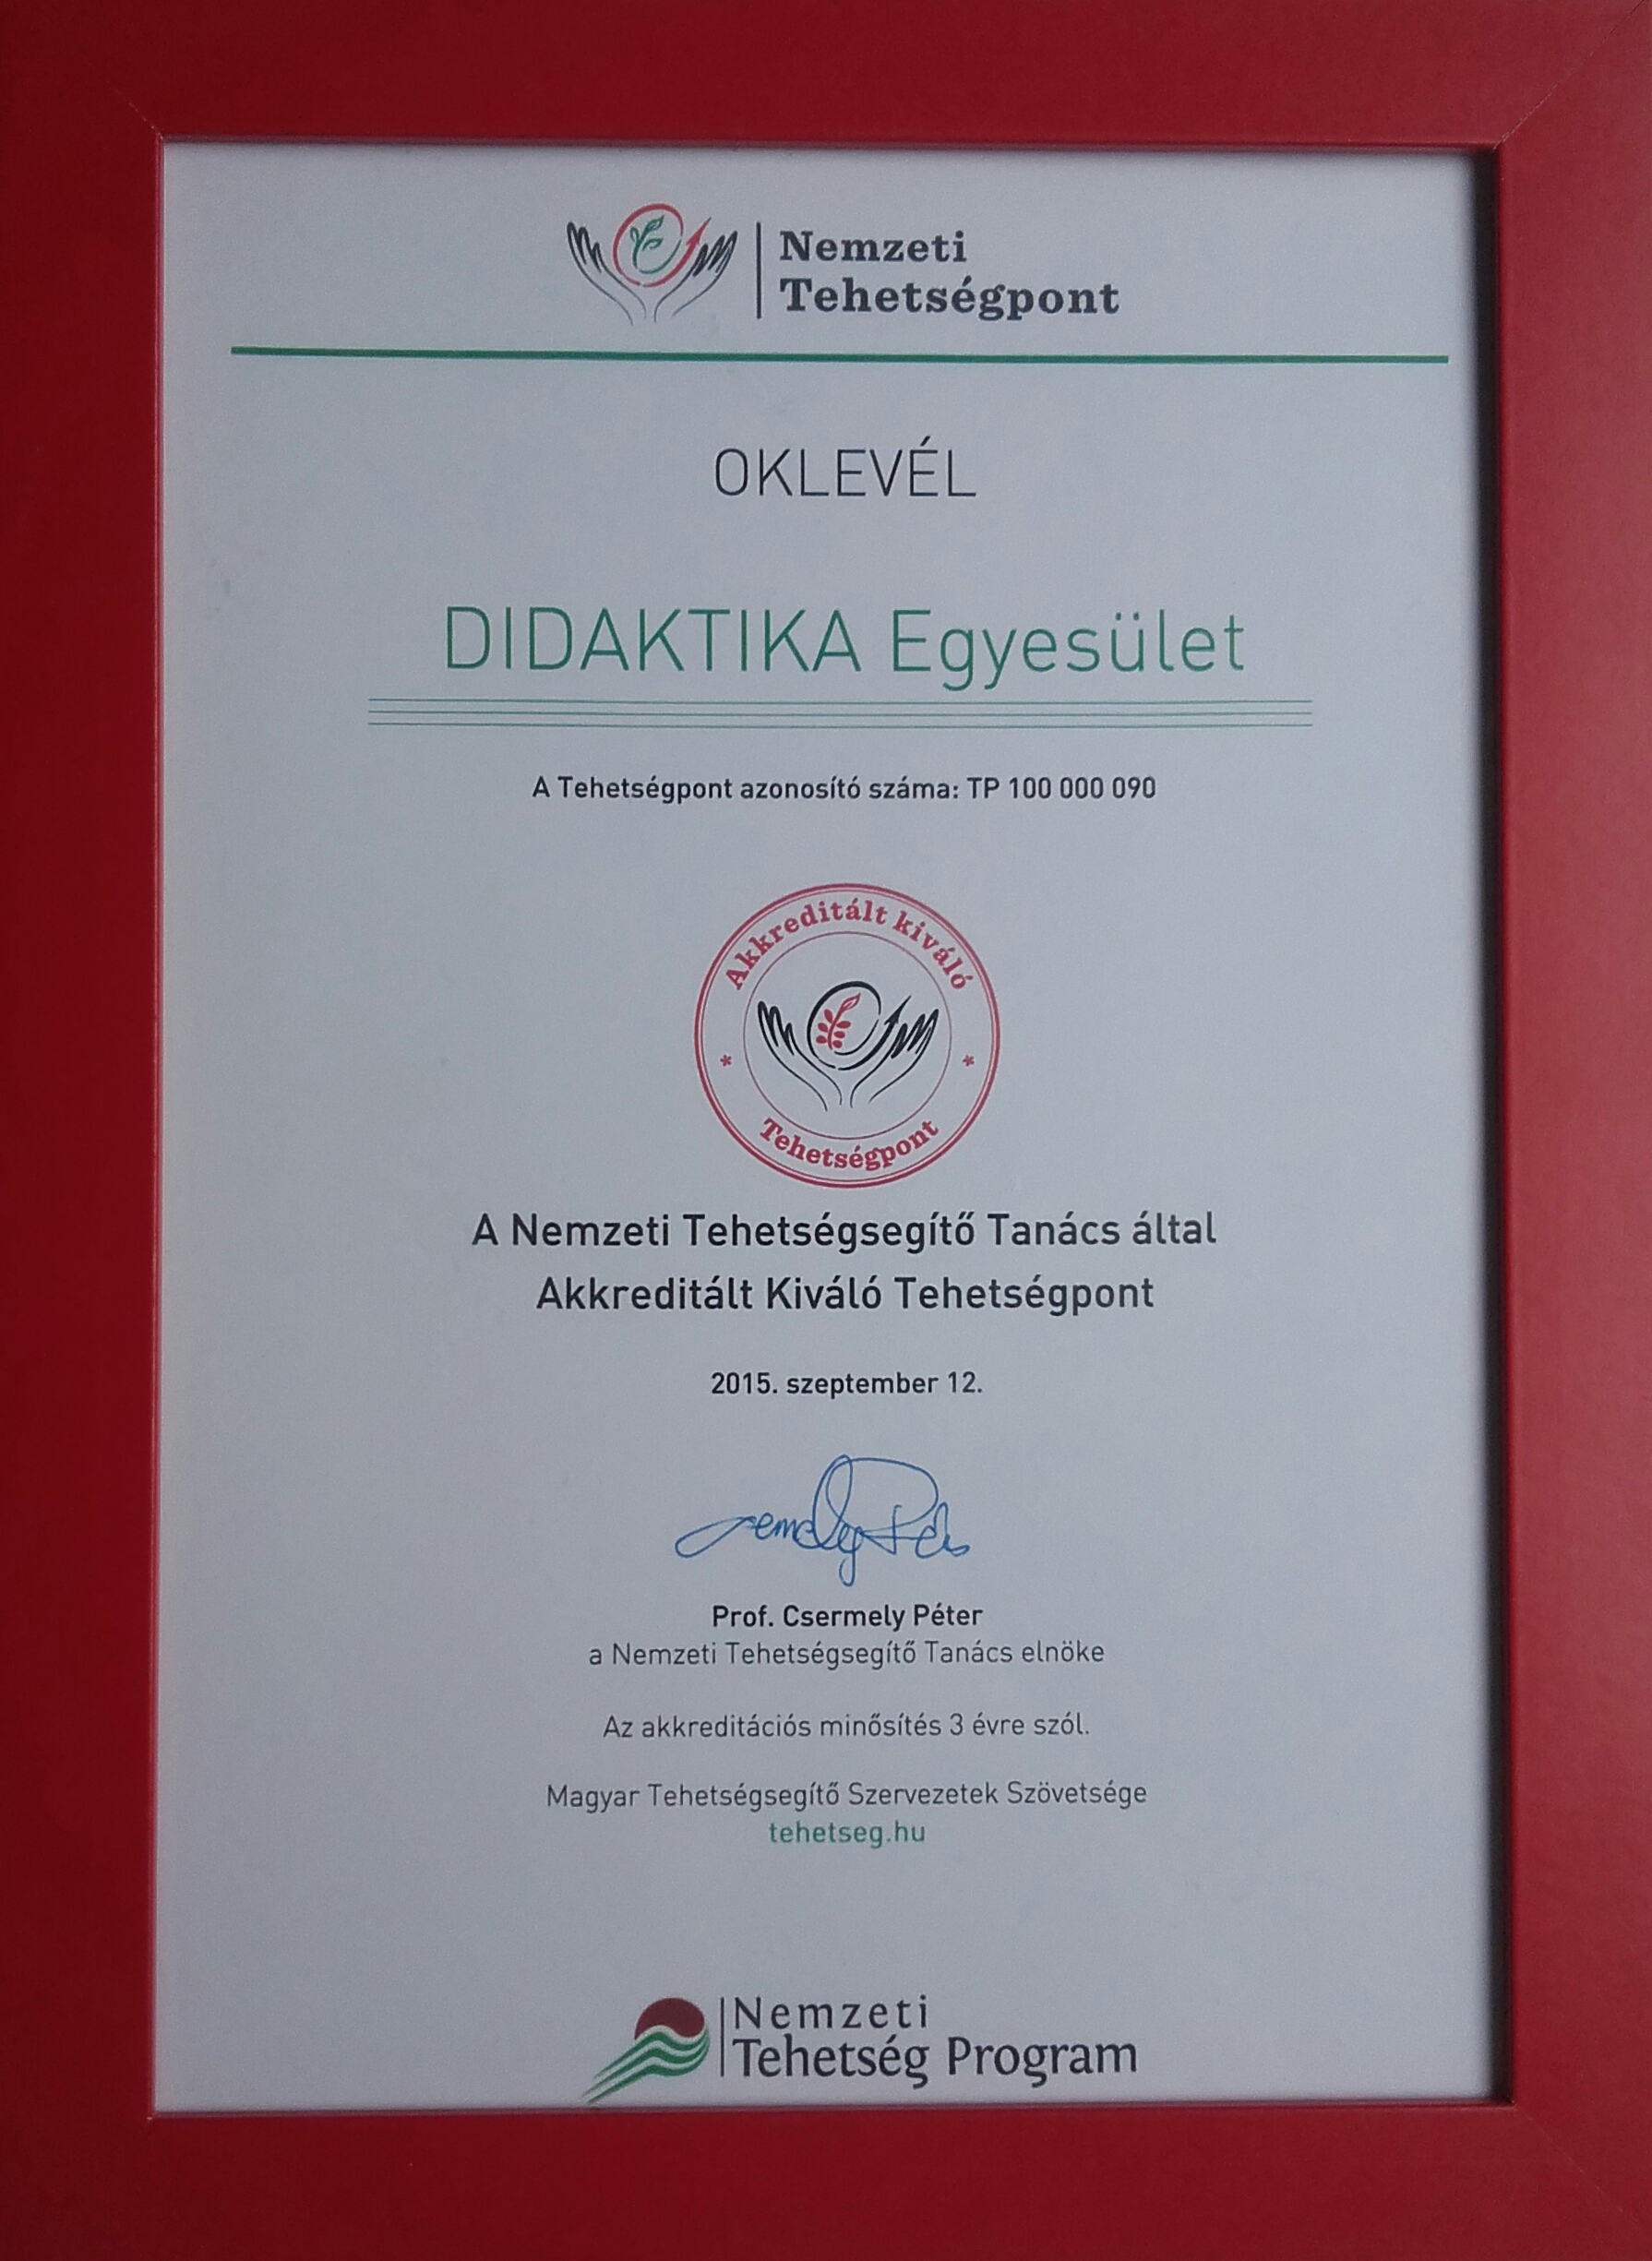 Nemzeti
Tehetségpont
OKLEVÉL
DIDAKTIKA Egyesület
A Tehetségpont azonosító száma: TP 100 000 090
Akkreditált kiváló
* *
Tehetségpont
A Nemzeti Tehetségsegítő Tanács által
Akkreditált Kiváló Tehetségpont
2015. szeptember 12.
Prof. Csermely Péter
a Nemzeti Tehetségsegítő Tanács elnöke
Az akkreditációs minősítés 3 évre szól.
Magyar Tehetségsegítő Szervezetek Szövetsége
tehetseg.hu
Nemzeti
Tehetség Program